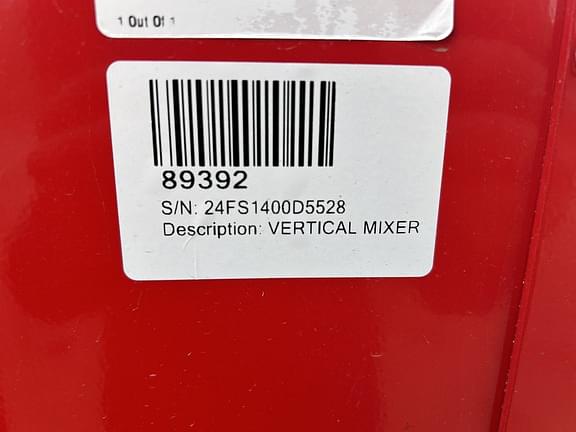 1 Out Of 1
89392
S/N: 24FS1400D5528
Description: VERTICAL MIXER